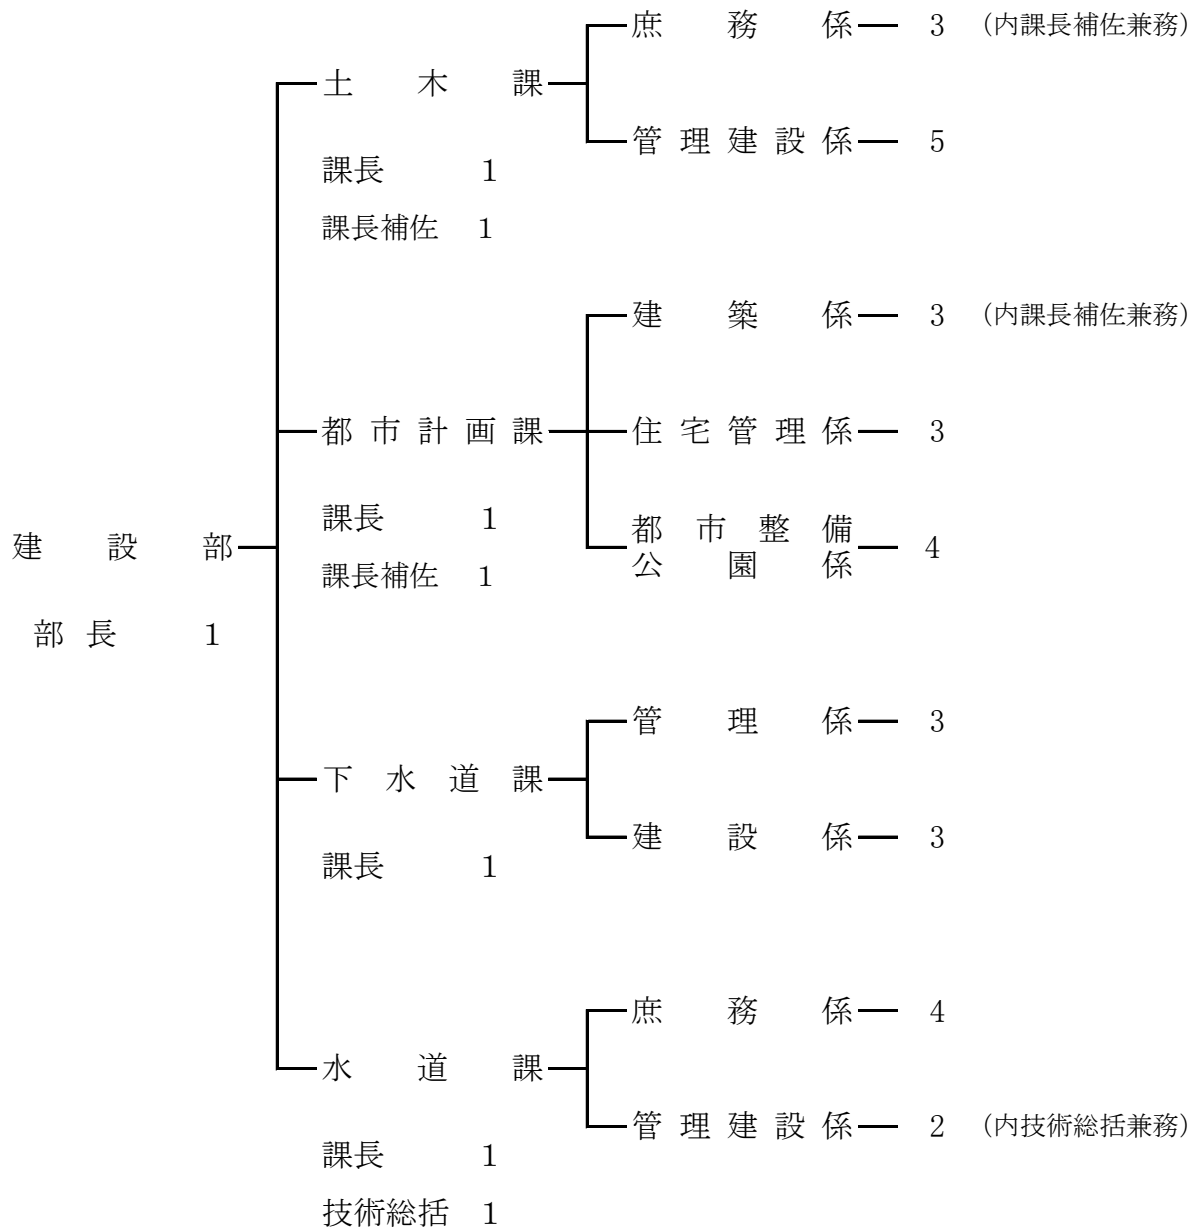 庶務係 3 (内課長補佐兼務)
土木課
管理建設係 5
課長 1
課長補佐 1
建築係 3 (内課長補佐兼務)
都市計画課
住宅管理係 3
課長 1
都市整備
公園係 4
建設部
課長補佐 1
部長 1
管理係 3
下水道課
建設係 3
課長 1
庶務係 4
水道課
管理建設係 2 (内技術総括兼務)
課長 1
技術総括 1